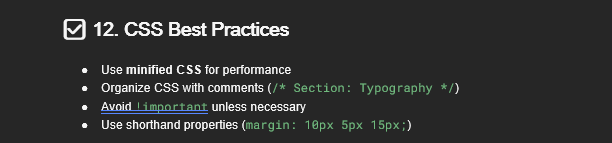 12. CSS Best Practices
• Use minified CSS for performance
• Organize CSS with comments (/* Section: Typography */)
• Avoid !important unless necessary
• Use shorthand properties (margin: 10px 5px 15px;)